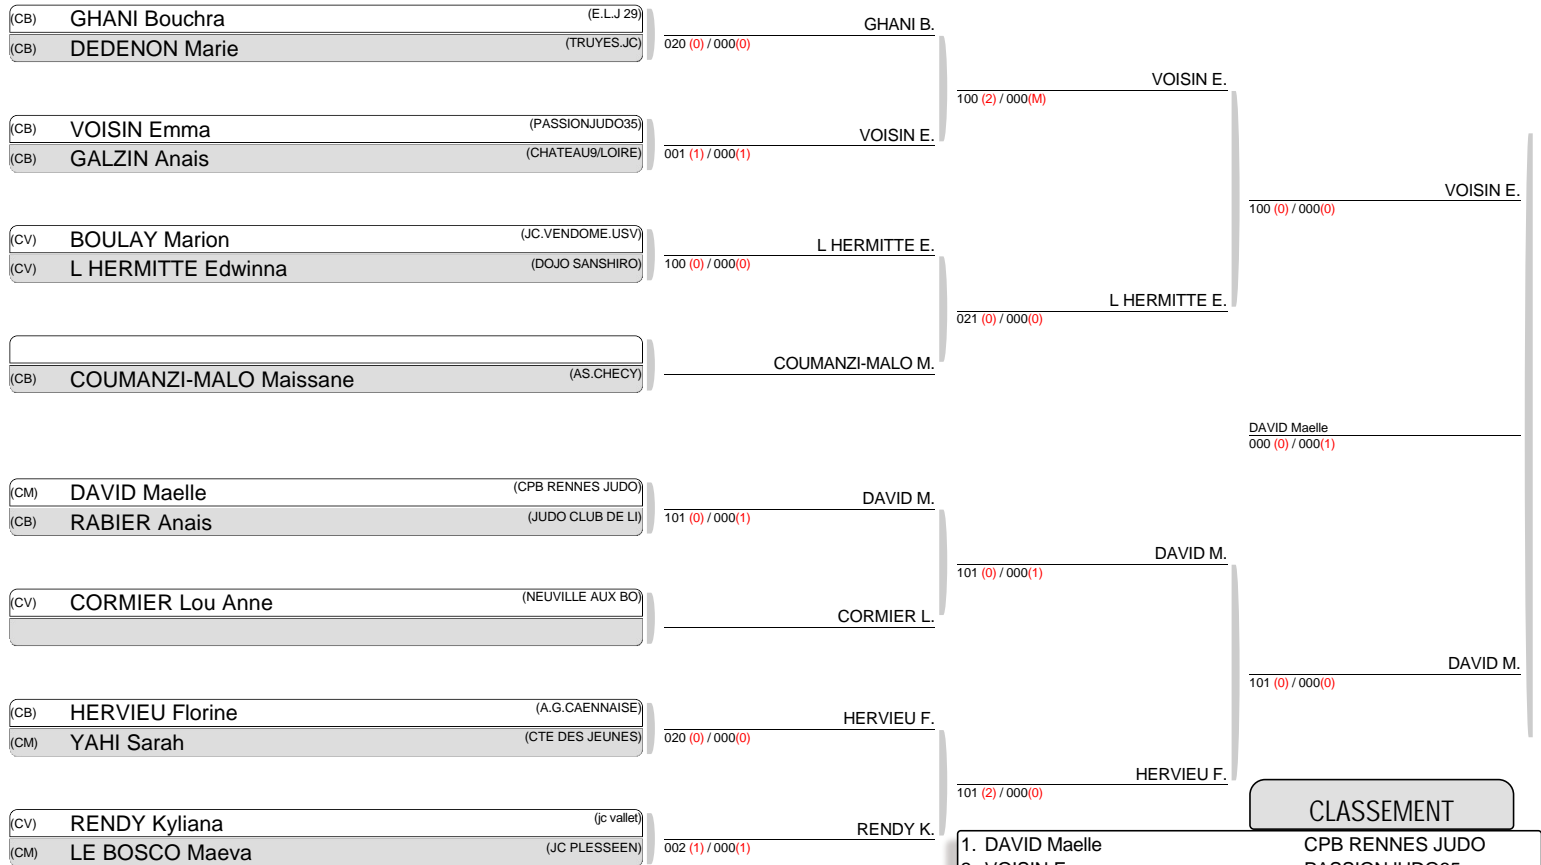 (CB) GHANI Bouchra (E.L.J 29)
(CB) DEDENON Marie (TRUYES.JC)
(CB) VOISIN Emma (PASSIONJUDO35)
(CB) GALZIN Anais (CHATEAU9/LOIRE)
(CV) BOULAY Marion (JC.VENDOME.USV)
(CV) L HERMITTE Edwinna (DOJO SANSHIRO)
(CB) COUMANZI-MALO Maissane (AS.CHECY)
(CM) DAVID Maelle (CPB RENNES JUDO)
(CB) RABIER Anais (JUDO CLUB DE LI)
(CV) CORMIER Lou Anne (NEUVILLE AUX BO)
(CB) HERVIEU Florine (A.G.CAENNAISE)
(CM) YAHI Sarah (CTE DES JEUNES)
(CV) RENDY Kyliana (jc vallet)
(CM) LE BOSCO Maeva (JC PLESSEEN)
GHANI B.
020 (0) / 000(0)
VOISIN E.
001 (1) / 000(1)
L HERMITTE E.
100 (0) / 000(0)
COUMANZI-MALO M.
DAVID M.
101 (0) / 000(1)
CORMIER L.
HERVIEU F.
020 (0) / 000(0)
RENDY K.
002 (1) / 000(1)
VOISIN E.
100 (2) / 000(M)
L HERMITTE E.
021 (0) / 000(0)
DAVID M.
101 (0) / 000(1)
HERVIEU F.
101 (2) / 000(0)
VOISIN E.
100 (0) / 000(0)
DAVID Maelle
000 (0) / 000(1)
DAVID M.
101 (0) / 000(0)
CLASSEMENT
1. DAVID Maelle CPB RENNES JUDO